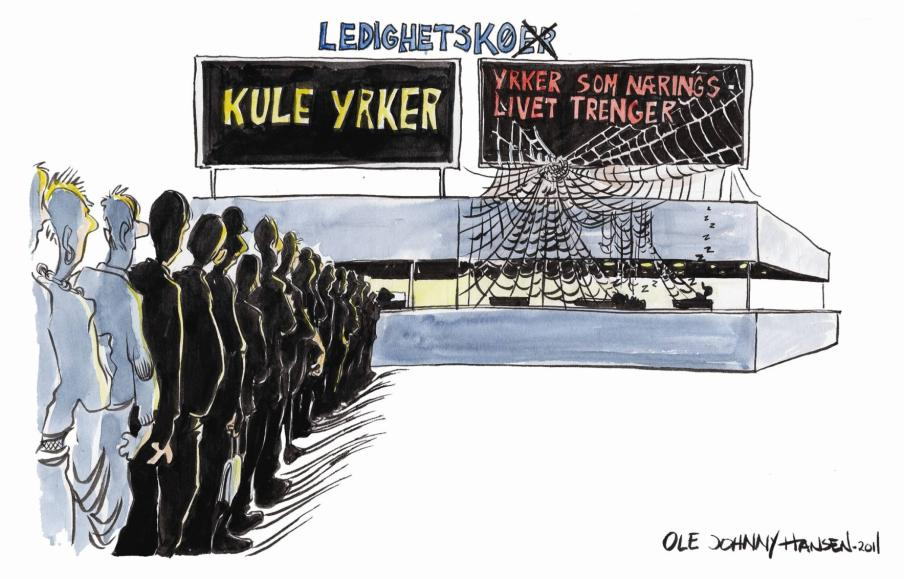 LEDIGHETSKØER
KULE YRKER
YRKER SOM NÆRINGS-
LIVET TRENGER
z z z z z z
z z z z
OLE JOHNNY HANSEN-2011